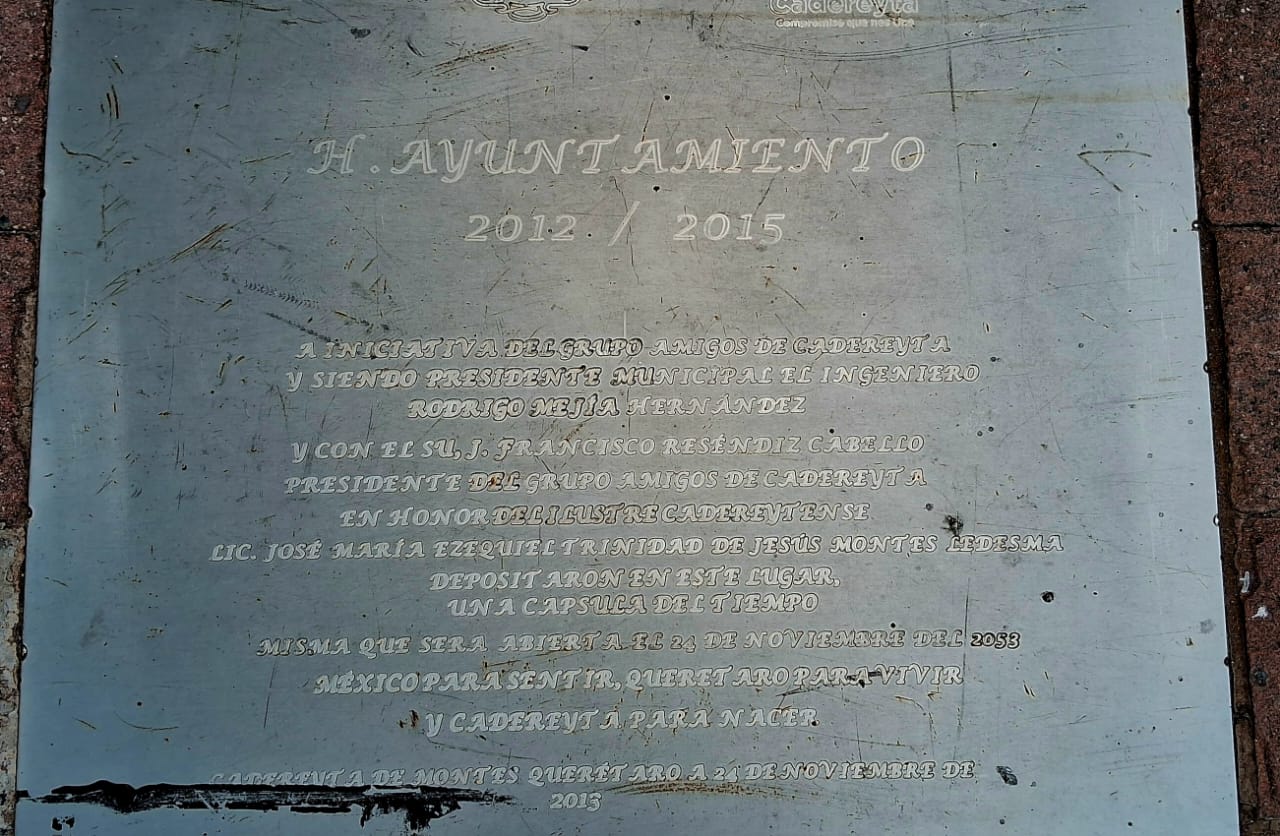 Cadereyta
Compromiso que nos Une
H. AYUNTAMIENTO
2012 / 2015
A INICIATIVA DEL GRUPO AMIGOS DE CADEREYTA
Y SIENDO PRESIDENTE MUNICIPAL EL INGENIERO
RODRIGO MEJÍA HERNÁNDEZ
Y CON EL SU, J. FRANCISCO RESÉNDIZ CABELLO
PRESIDENTE DEL GRUPO AMIGOS DE CADEREYTA
EN HONOR DEL ILUSTRE CADEREYTENSE
LIC. JOSÉ MARÍA EZEQUIEL TRINIDAD DE JESÚS MONTES LEDESMA
DEPOSITARON EN ESTE LUGAR,
UNA CAPSULA DEL TIEMPO
MISMA QUE SERA ABIERTA EL 24 DE NOVIEMBRE DEL 2053
MÉXICO PARA SENTIR, QUERETARO PARA VIVIR
Y CADEREYTA PARA NACER
CADEREYTA DE MONTES QUERÉTARO A 24 DE NOVIEMBRE DE
2013